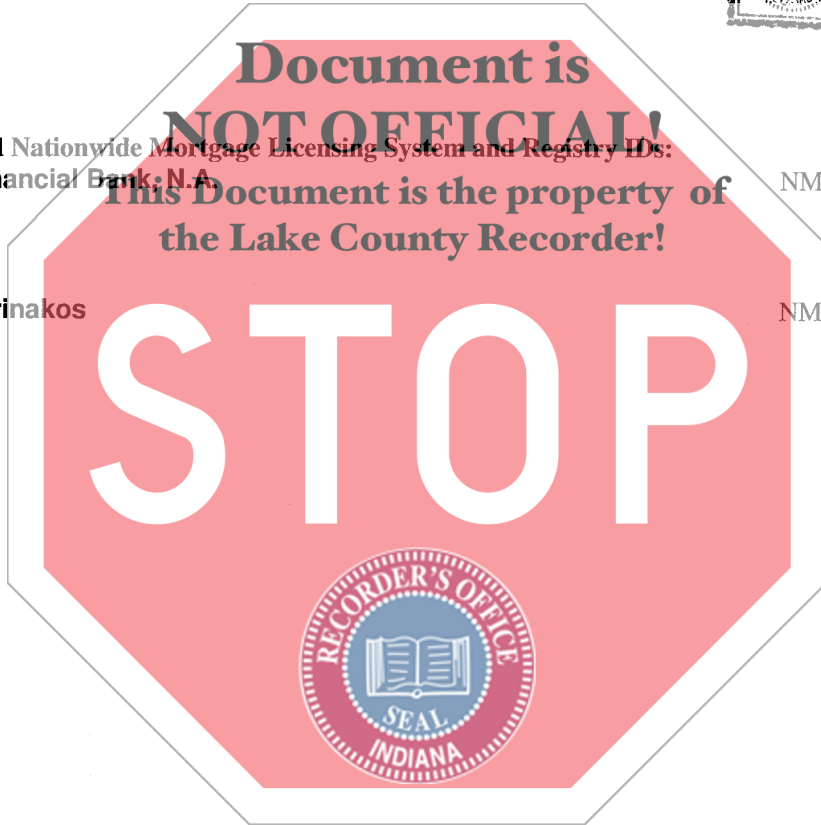 Document is
NOT OFFICIAL!
Nationwide Mortgage Licensing System and Registry IDs:
ancial Bank, N.A.
NM
This Document is the property of
the Lake County Recorder!
inakos
NM
STOP
RECORDER'S OFFICE
SEAL
INDIANA